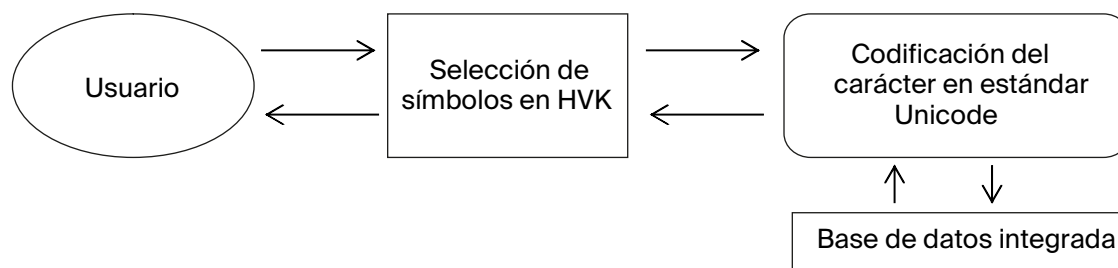 Usuario
Selección de
símbolos en HVK
Codificación del
carácter en estándar
Unicode
Base de datos integrada